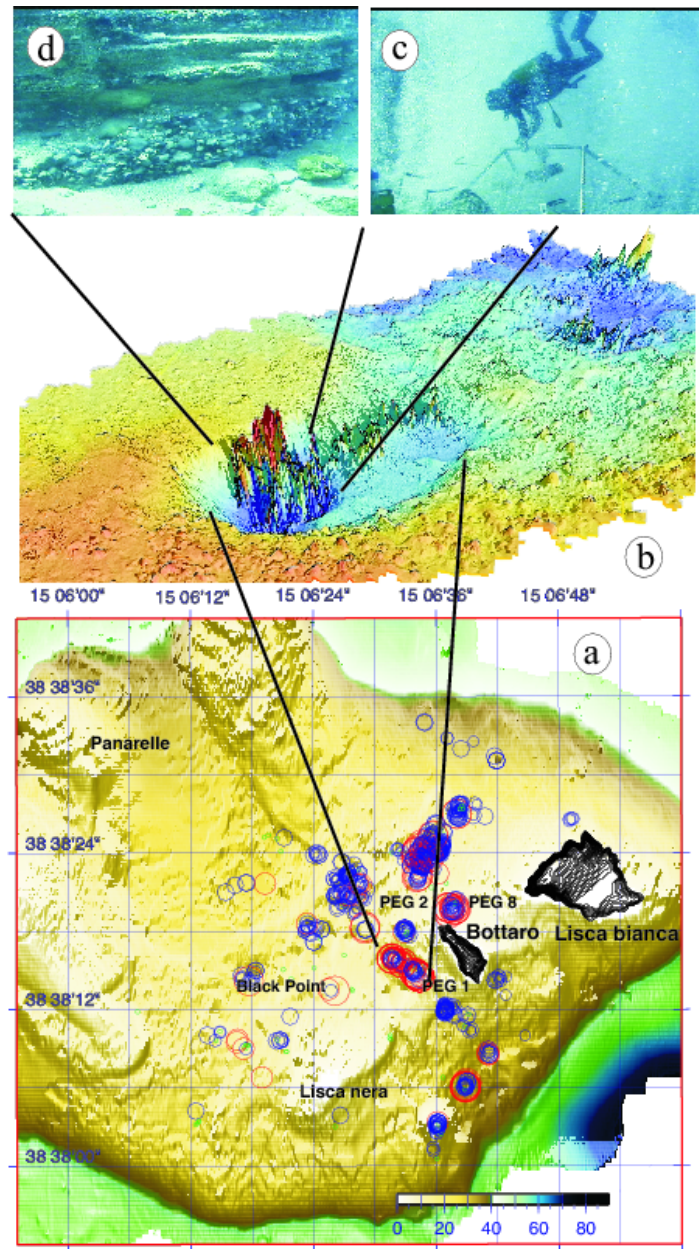 d
c
b
15 06'00" 15 06'12" 15 06'24" 15 06'36" 15 06'48"
a
38 38'36"
Panarelle
38 38'24"
PEG 2 PEG 8
Bottaro Lisca bianca
Black Point PEG 1
38 38'12"
Lisca nera
38 38'00"
0 20 40 60 80